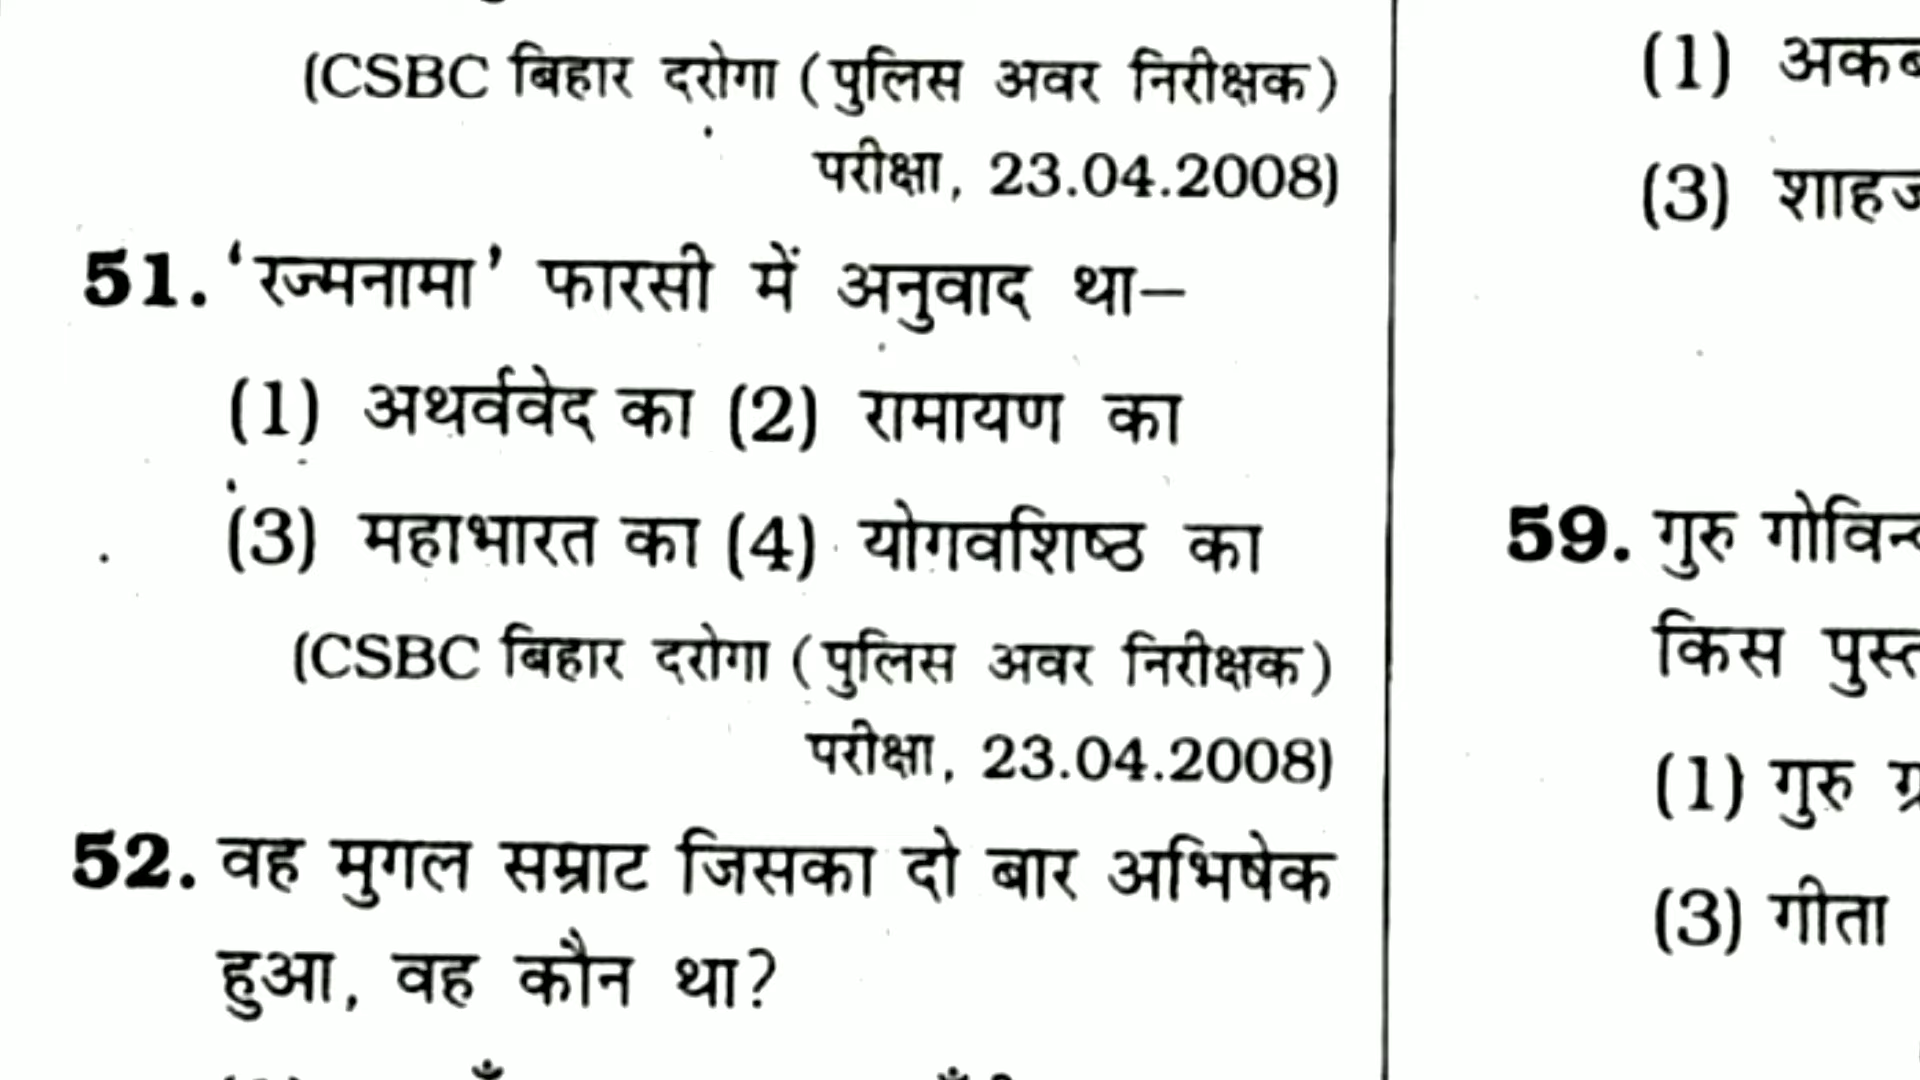 (CSBC बिहार दरोगा (पुलिस अवर निरीक्षक)
परीक्षा, 23.04.2008)
51. ‘रज्मनामा’ फारसी में अनुवाद था–
(1) अथर्ववेद का (2) रामायण का
(3) महाभारत का (4) योगवशिष्ठ का
(CSBC बिहार दरोगा (पुलिस अवर निरीक्षक)
परीक्षा, 23.04.2008)
52. वह मुगल सम्राट जिसका दो बार अभिषेक
हुआ, वह कौन था?
(1)
(3)
59. गुरु
किस
(1) गुरु
(3) गीता